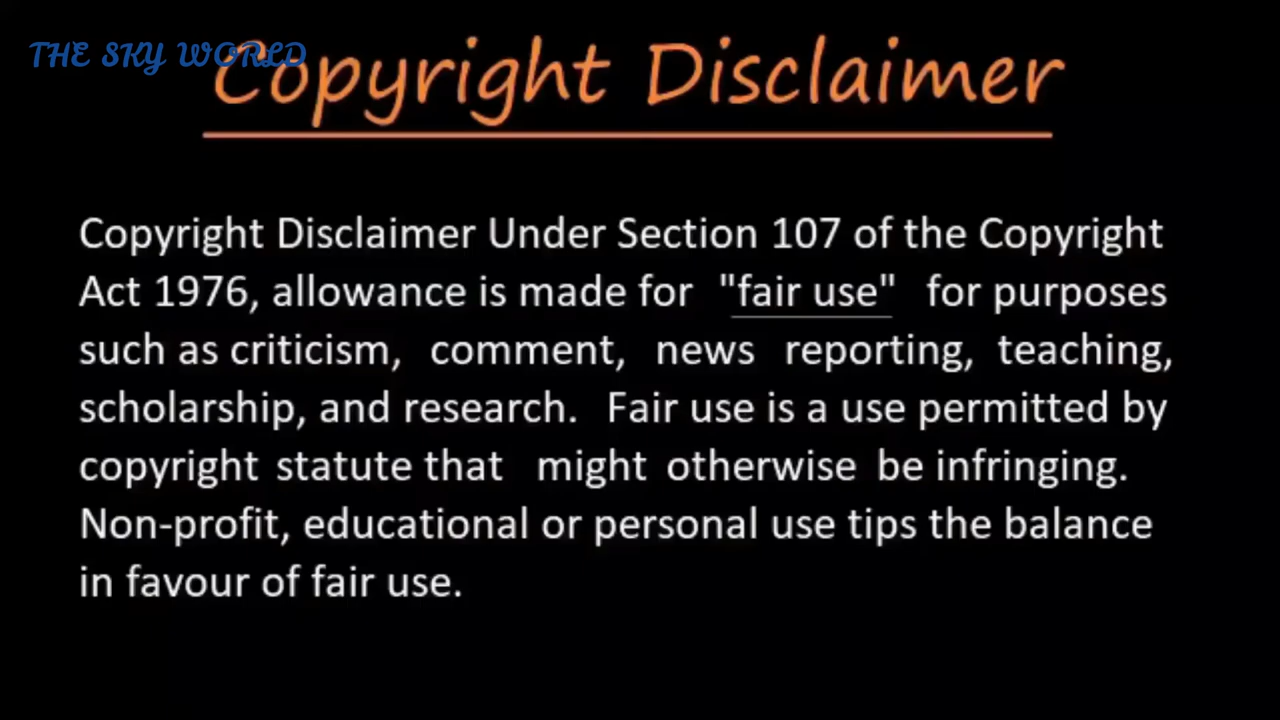 THE SKY WORLD
Copyright Disclaimer
Copyright Disclaimer Under Section 107 of the Copyright
Act 1976, allowance is made for "fair use" for purposes
such as criticism, comment, news reporting, teaching,
scholarship, and research. Fair use is a use permitted by
copyright statute that might otherwise be infringing.
Non-profit, educational or personal use tips the balance
in favour of fair use.